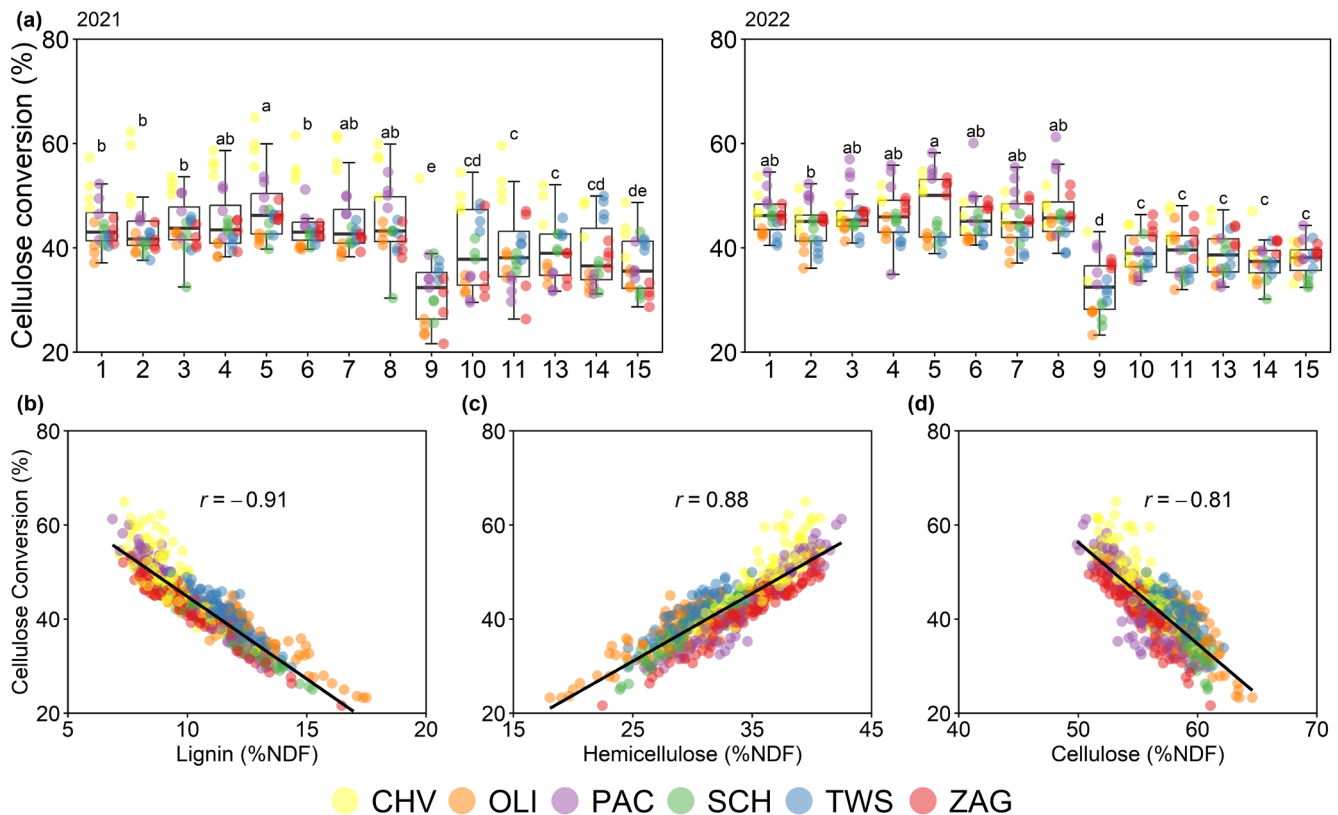 (a) 2021 2022
Cellulose conversion (%)
80 80
60 60
40 40
20 20
b b b ab a b ab ab e cd c c cd de
ab b ab ab a ab ab ab d c c c c c
1 2 3 4 5 6 7 8 9 10 11 13 14 15
1 2 3 4 5 6 7 8 9 10 11 13 14 15
(b) (c) (d)
Cellulose Conversion (%)
80 80 80
r = −0.91 r = 0.88 r = −0.81
60 60 60
40 40 40
20 20 20
5 10 15 20
15 25 35 45
40 50 60 70
Lignin (%NDF) Hemicellulose (%NDF) Cellulose (%NDF)
CHV OLI PAC SCH TWS ZAG